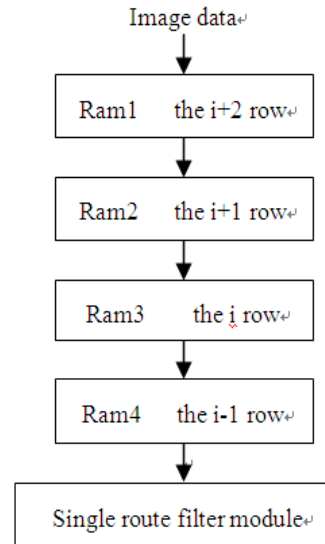 Image data
Ram1 the i+2 row
Ram2 the i+1 row
Ram3 the i row
Ram4 the i-1 row
Single route filter module